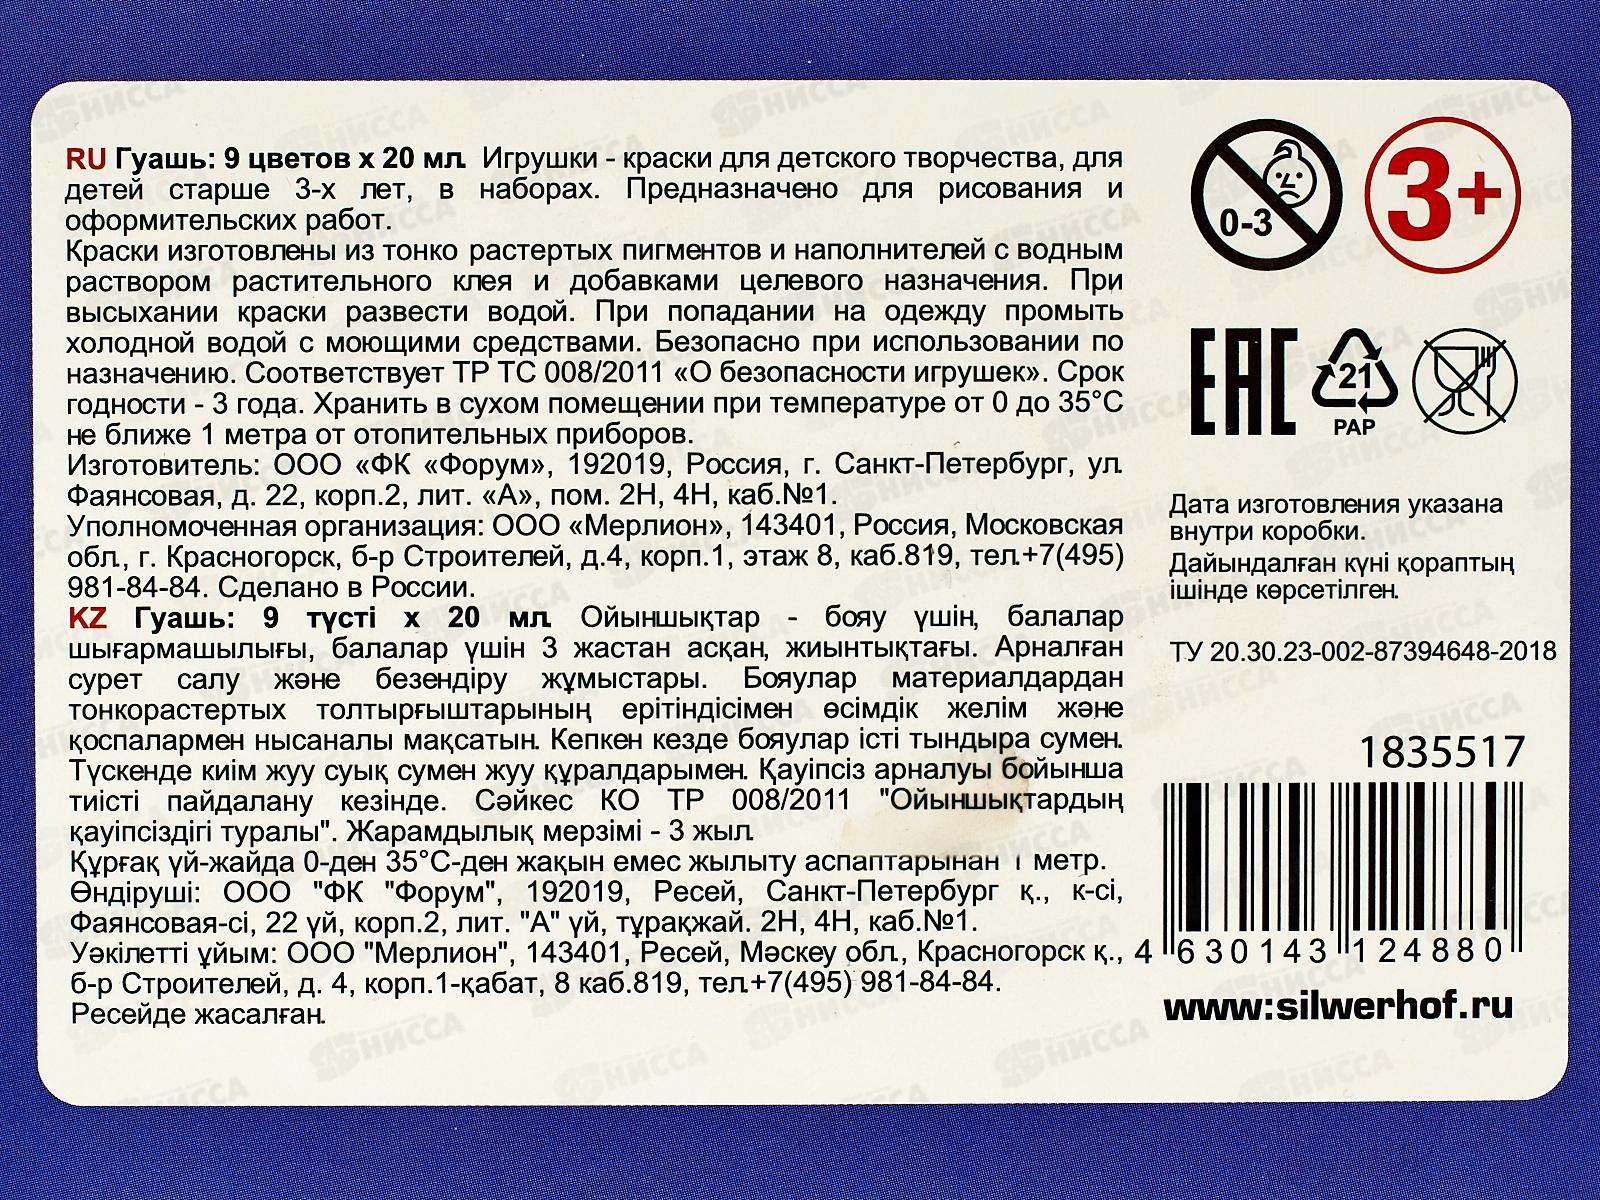 RU Гуашь: 9 цветов х 20 мл. Игрушки - краски для детского творчества, для
детей старше 3-х лет, в наборах. Предназначено для рисования и
оформительских работ.
Краски изготовлены из тонко растертых пигментов и наполнителей с водным
раствором растительного клея и добавками целевого назначения. При
высыхании краски развести водой. При попадании на одежду промыть
холодной водой с моющими средствами. Безопасно при использовании по
назначению. Соответствует ТР ТС 008/2011 «О безопасности игрушек». Срок
годности - 3 года. Хранить в сухом помещении при температуре от 0 до 35°С
не ближе 1 метра от отопительных приборов.
Изготовитель: ООО «ФК «Форум», 192019, Россия, г. Санкт-Петербург, ул.
Фаянсовая, д. 22, корп.2, лит. «А», пом. 2Н, 4Н, каб.№1.
Уполномоченная организация: ООО «Мерлион», 143401, Россия, Московская
обл., г. Красногорск, б-р Строителей, д.4, корп.1, этаж 8, каб.819, тел.+7(495)
981-84-84. Сделано в России.
KZ Гуашь: 9 түсті х 20 мл. Ойыншықтар - бояу үшін, балалар
шығармашылығы, балалар үшін 3 жастан асқан, жиынтықтағы. Арналған
сурет салу және безендіру жұмыстары. Бояулар материалдардан
тонкорастертых толтырғыштарының ерітіндісімен өсімдік желім және
қоспалармен нысаналы мақсатын. Кепкен кезде бояулар істі тындыра сумен.
Түскенде киім жуу суық сумен жуу құралдарымен. Қауіпсіз арналуы бойынша
тиісті пайдалану кезінде. Сәйкес КО ТР 008/2011 "Ойыншықтардың
қауіпсіздігі туралы". Жарамдылық мерзімі - 3 жыл.
Құрғақ үй-жайда 0-ден 35°С-ден жақын емес жылыту аспаптарынан 1 метр.
Өндіруші: ООО "ФК "Форум", 192019, Ресей, Санкт-Петербург қ., к-сі,
Фаянсовая-сі, 22 үй, корп.2, лит. "А" үй, тұрақжай. 2Н, 4Н, каб.№1.
Уәкілетті ұйым: ООО "Мерлион", 143401, Ресей, Мәскеу обл., Красногорск қ.,
б-р Строителей, д. 4, корп.1-қабат, 8 каб.819, тел.+7(495) 981-84-84.
Ресейде жасалған.
0-3
3+
EAC
21
PAP
Дата изготовления указана
внутри коробки.
Дайындалған күні қораптың
ішінде көрсетілген.
ТУ 20.30.23-002-87394648-2018
1835517
4 630143 124880
www:silwerhof.ru
НИССА